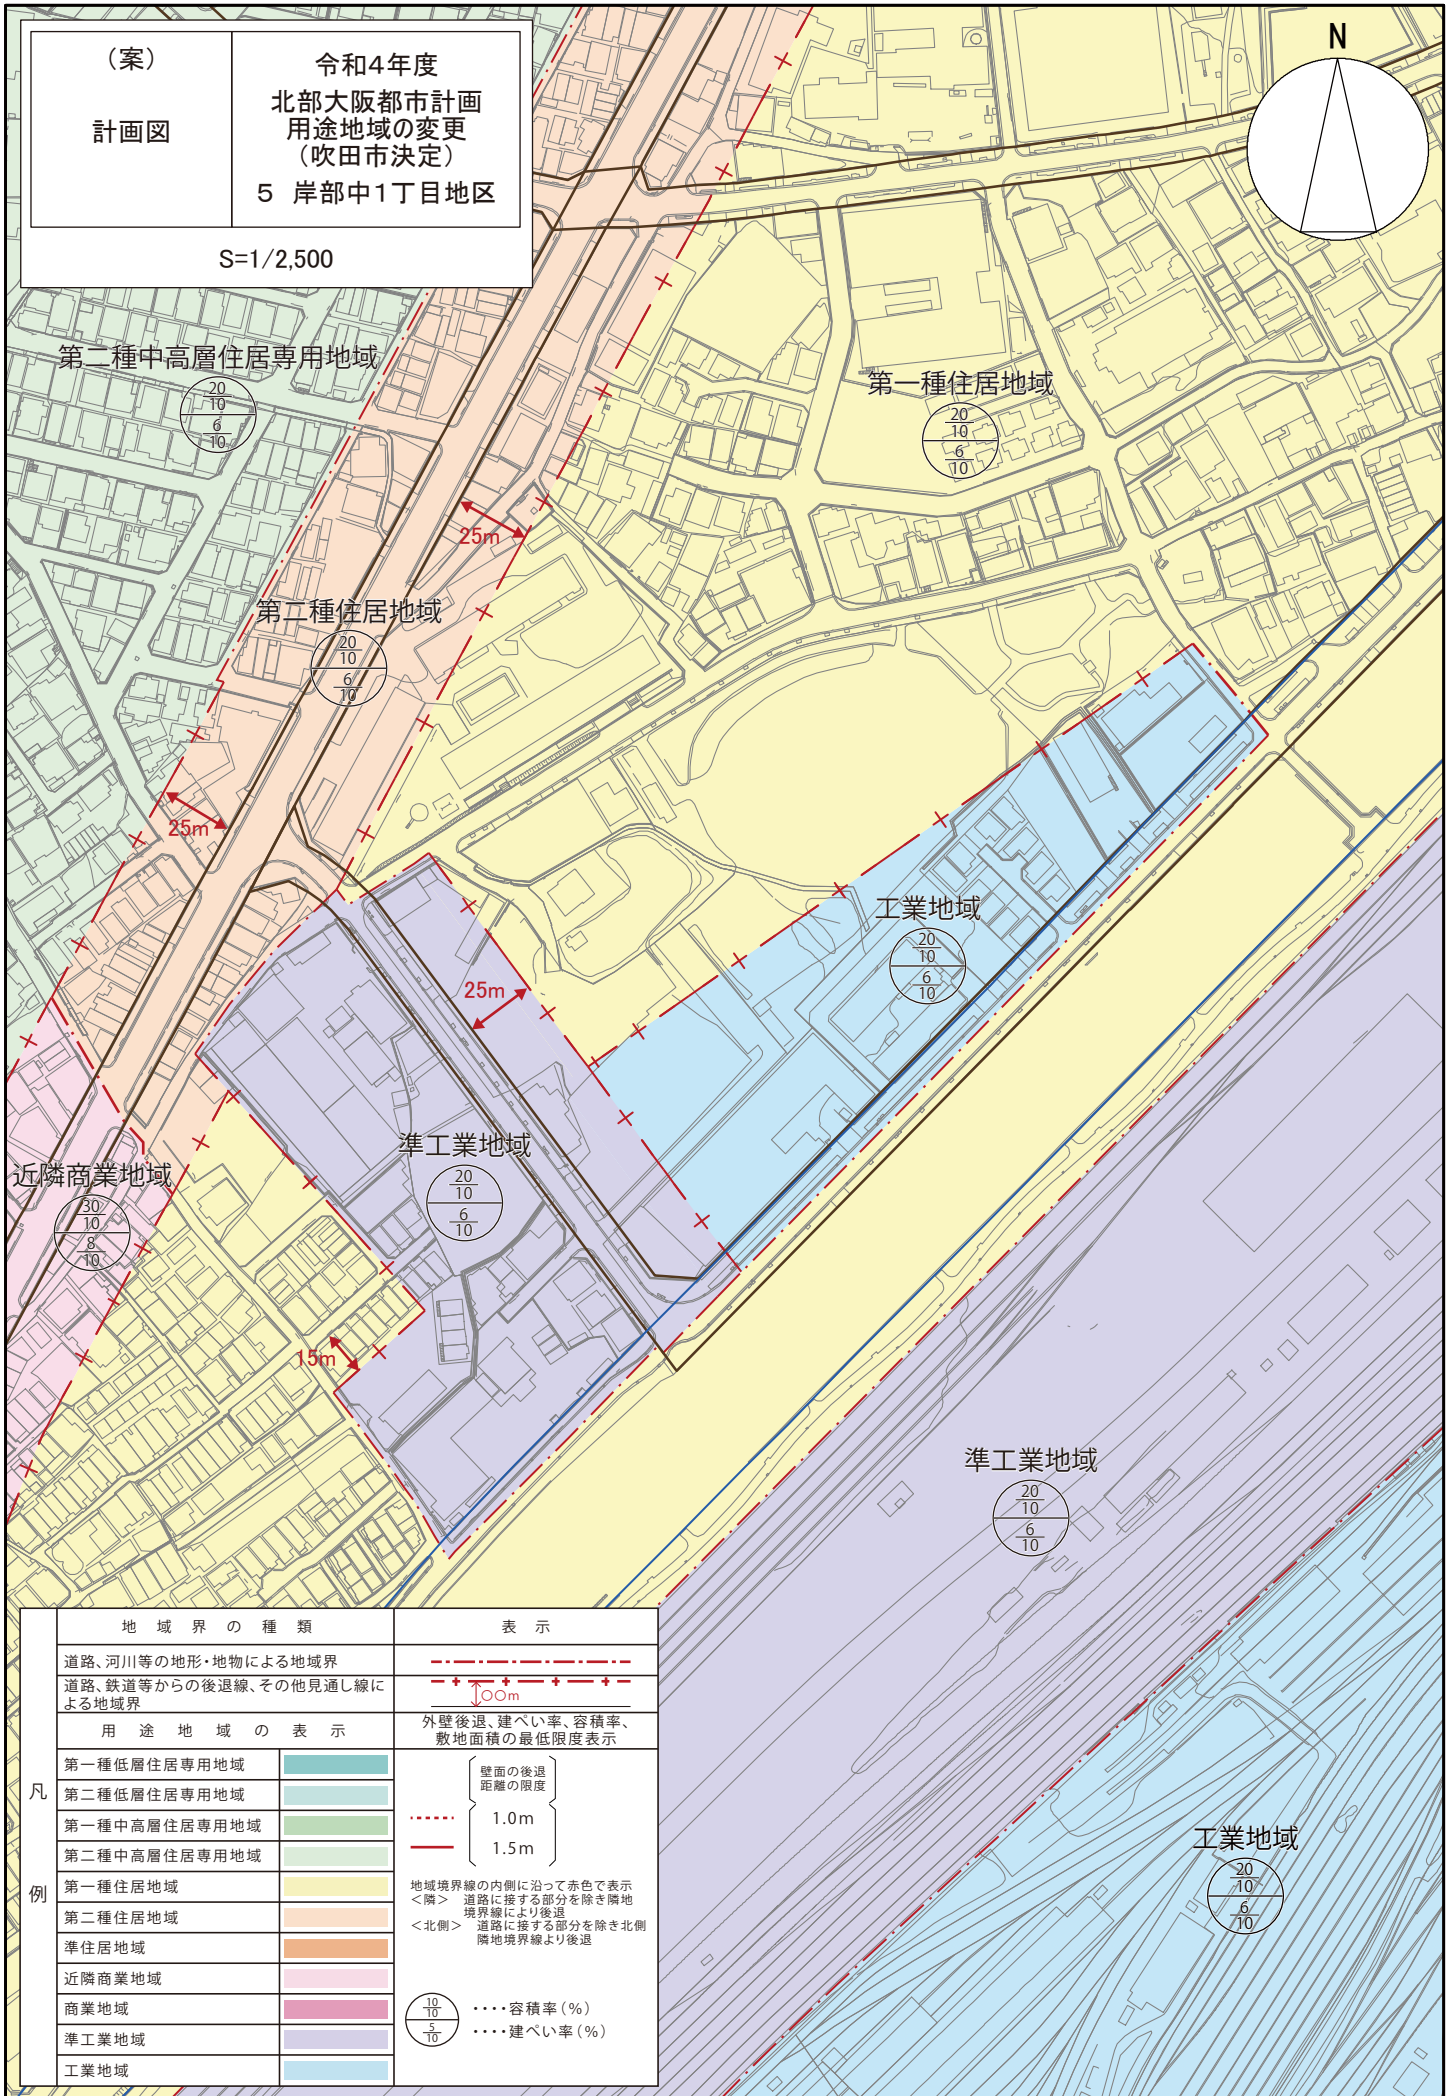 （案）
計画図
令和4年度
北部大阪都市計画
用途地域の変更
（吹田市決定）
5 岸部中1丁目地区
S=1/2,500
N
第二種中高層住居専用地域
20
10
6
10
第一種住居地域
20
10
6
10
25m
第二種住居地域
20
10
6
10
25m
工業地域
20
10
6
10
25m
準工業地域
20
10
6
10
近隣商業地域
30
10
8
10
15m
準工業地域
20
10
6
10
工業地域
20
10
6
10
凡例
地域界の種類
表示
道路、河川等の地形・地物による地域界
道路、鉄道等からの後退線、その他見通し線に
よる地域界
〇〇m
用途地域の表示
外壁後退、建ぺい率、容積率、
敷地面積の最低限度表示
第一種低層住居専用地域
第二種低層住居専用地域
第一種中高層住居専用地域
第二種中高層住居専用地域
第一種住居地域
第二種住居地域
準住居地域
近隣商業地域
商業地域
準工業地域
工業地域
壁面の後退
距離の限度
1.0m
1.5m
地域境界線の内側に沿って赤色で表示
＜隣＞ 道路に接する部分を除き隣地
境界線により後退
＜北側＞ 道路に接する部分を除き北側
隣地境界線より後退
10
10
5
10
････容積率（%）
････建ぺい率（%）